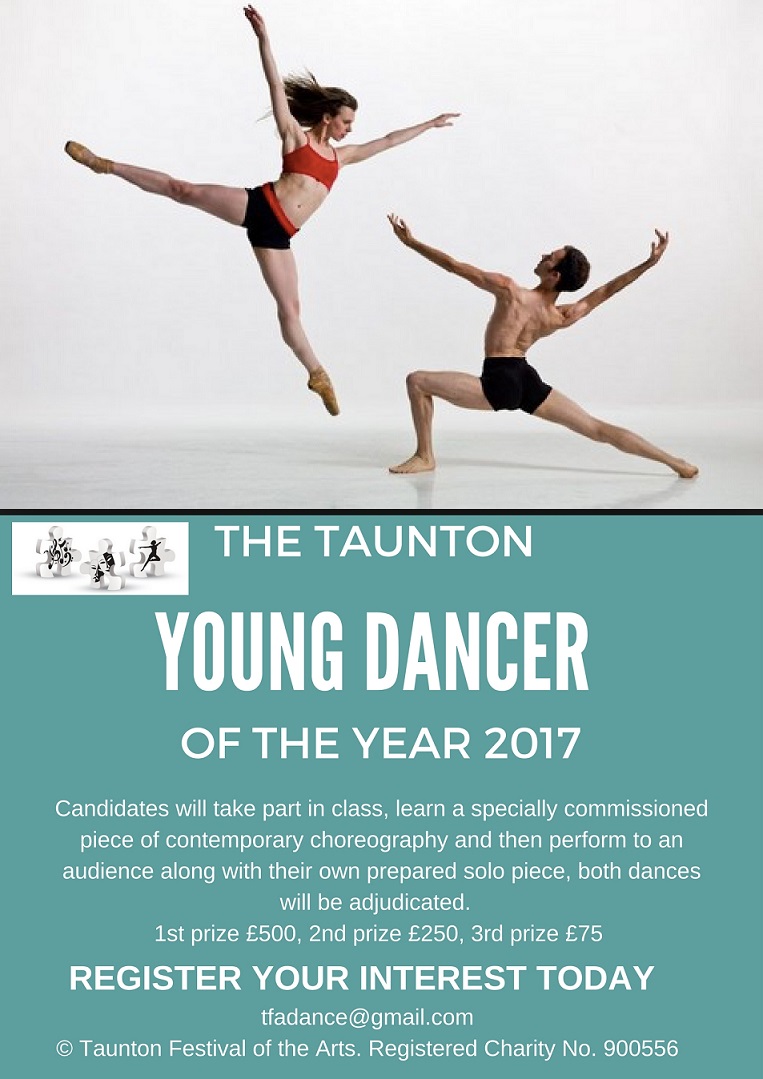 THE TAUNTON
YOUNG DANCER
OF THE YEAR 2017
Candidates will take part in class, learn a specially commissioned
piece of contemporary choreography and then perform to an
audience along with their own prepared solo piece, both dances
will be adjudicated.
1st prize £500, 2nd prize £250, 3rd prize £75
REGISTER YOUR INTEREST TODAY
tfadance@gmail.com
© Taunton Festival of the Arts. Registered Charity No. 900556